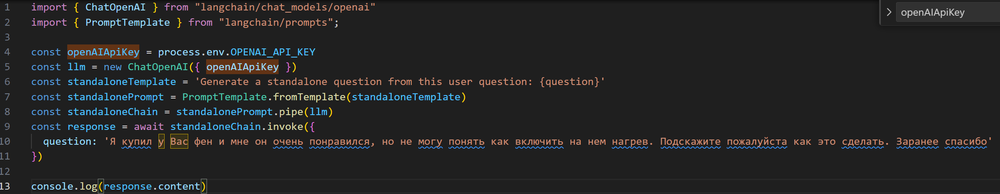 1 import { ChatOpenAI } from "langchain/chat_models/openai"
openAIApiKey
2 import { PromptTemplate } from "langchain/prompts";
3
4 const openAIApiKey = process.env.OPENAI_API_KEY
5 const llm = new ChatOpenAI({ openAIApiKey })
6 const standaloneTemplate = 'Generate a standalone question from this user question: {question}'
7 const standalonePrompt = PromptTemplate.fromTemplate(standaloneTemplate)
8 const standaloneChain = standalonePrompt.pipe(llm)
9 const response = await standaloneChain.invoke({
10 question: 'Я купил у Вас фен и мне он очень понравился, но не могу понять как включить на нем нагрев. Подскажите пожалуйста как это сделать. Заранее спасибо'
11 })
12
13 console.log(response.content)